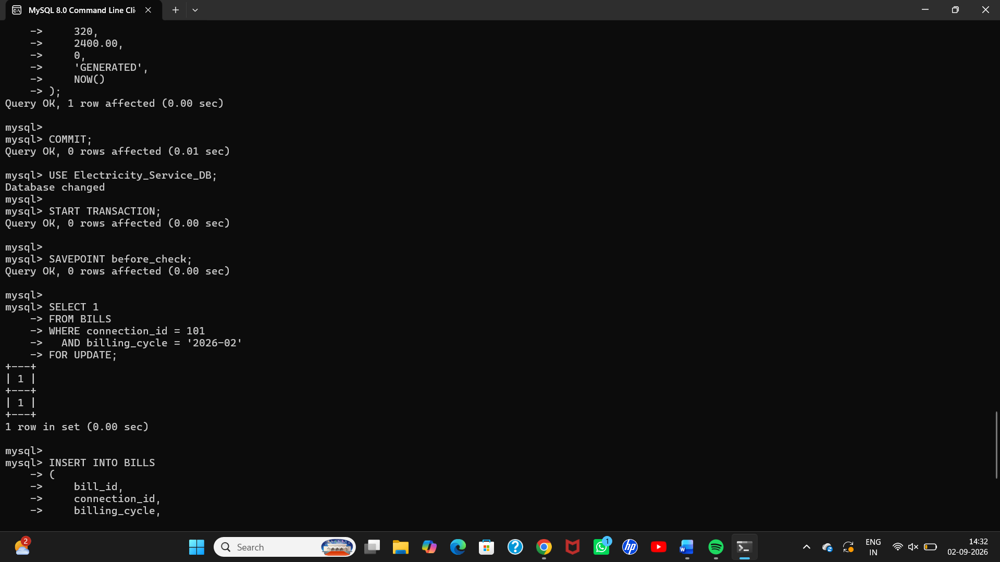 MySQL 8.0 Command Line Cli
-> 320,
-> 2400.00,
-> 0,
-> 'GENERATED',
-> NOW()
-> );
Query OK, 1 row affected (0.00 sec)
mysql>
mysql> COMMIT;
Query OK, 0 rows affected (0.01 sec)
mysql> USE Electricity_Service_DB;
Database changed
mysql>
mysql> START TRANSACTION;
Query OK, 0 rows affected (0.00 sec)
mysql>
mysql> SAVEPOINT before_check;
Query OK, 0 rows affected (0.00 sec)
mysql>
mysql> SELECT 1
-> FROM BILLS
-> WHERE connection_id = 101
-> AND billing_cycle = '2026-02'
-> FOR UPDATE;
+---+
| 1 |
+---+
| 1 |
+---+
1 row in set (0.00 sec)
mysql>
mysql> INSERT INTO BILLS
-> (
-> bill_id,
-> connection_id,
-> billing_cycle,
2
Search
1
hp
ENG
IN
14:32
02-09-2026